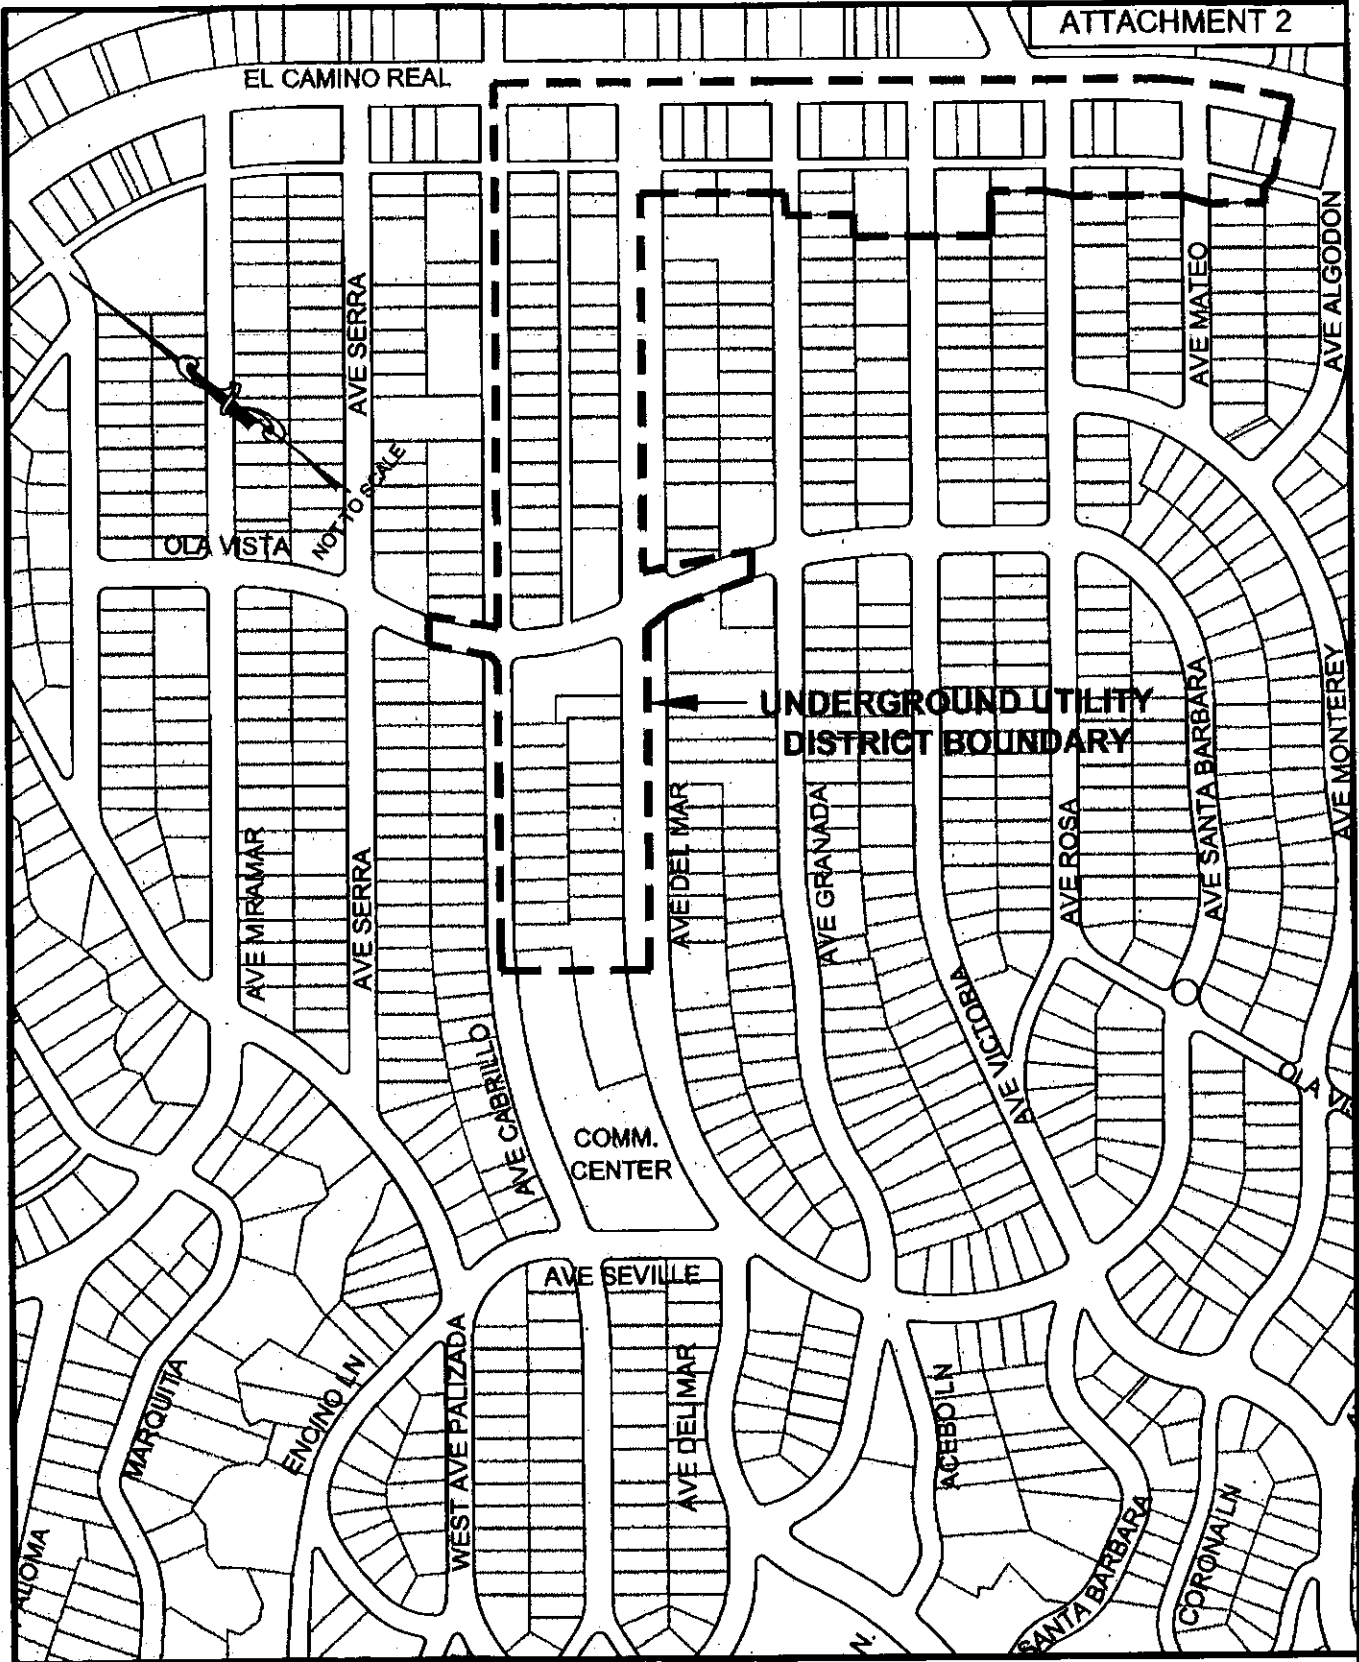 ATTACHMENT 2
EL CAMINO REAL
AVE SERRA
AVE MATEO
AVE ALGODON
NOT TO SCALE
OLA VISTA
UNDERGROUND UTILITY
DISTRICT BOUNDARY
AVE SANTA BARBARA
AVE MONTEREY
AVE MIRAMAR
AVE SERRA
AVE DEL MAR
AVE GRANADA
AVE ROSA
AVE VICTORIA
AVE CABRILLO
OLA VIS
COMM.
CENTER
AVE SEVILLE
MARQUITA
ENCINO LN
WEST AVE PALIZADA
AVE DEL MAR
ACEBO LN
SANTA BARBARA
CORONA LN
ALOMA
N.